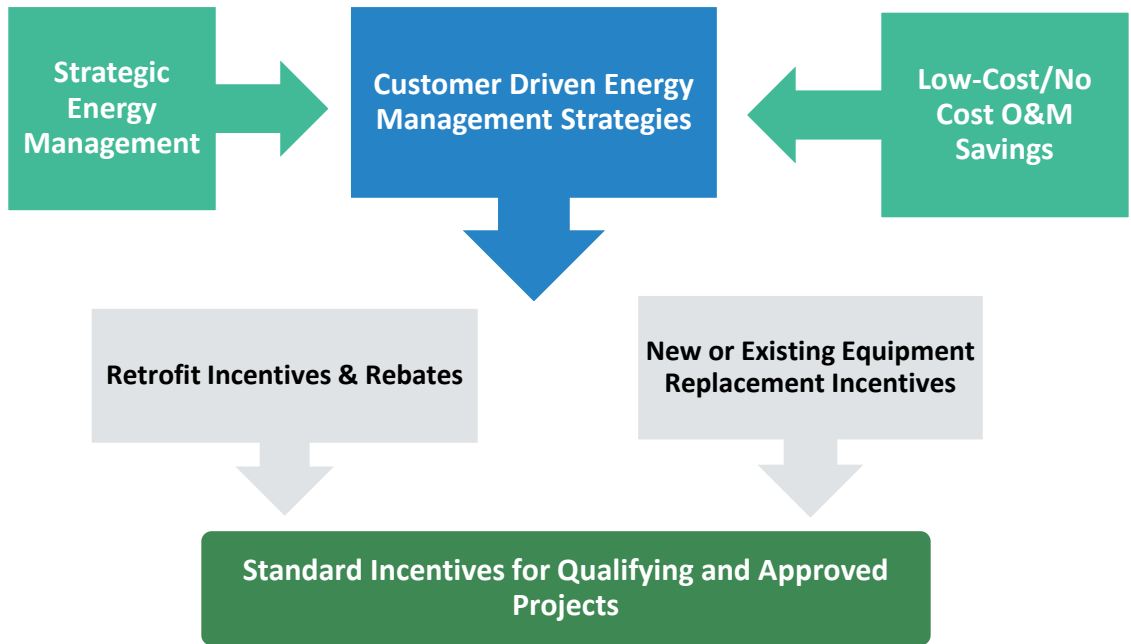 Strategic
Energy
Management
Customer Driven Energy
Management Strategies
Low-Cost/No
Cost O&M
Savings
Retrofit Incentives & Rebates
New or Existing Equipment
Replacement Incentives
Standard Incentives for Qualifying and Approved
Projects